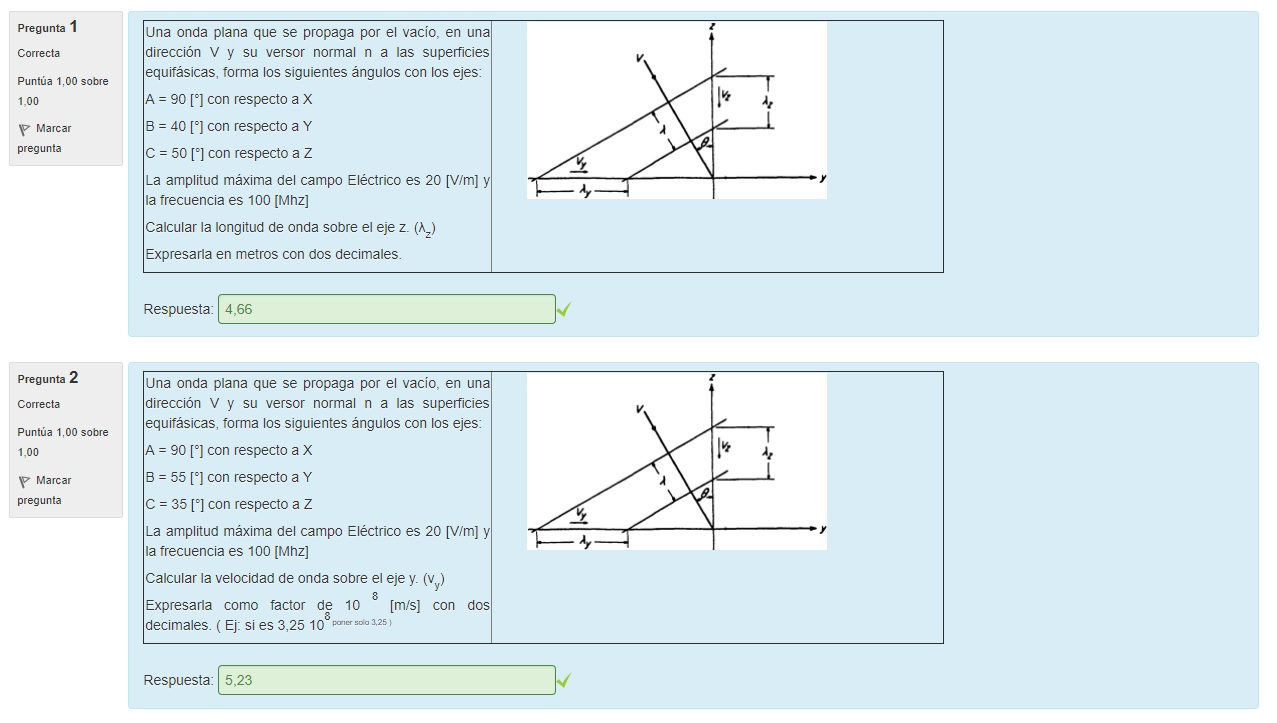 Pregunta 1
Correcta
Puntúa 1,00 sobre
1,00
Marcar
pregunta
Una onda plana que se propaga por el vacío, en una
dirección V y su versor normal n a las superficies
equifásicas, forma los siguientes ángulos con los ejes:
A = 90 [°] con respecto a X
B = 40 [°] con respecto a Y
C = 50 [°] con respecto a Z
La amplitud máxima del campo Eléctrico es 20 [V/m] y
la frecuencia es 100 [Mhz]
Calcular la longitud de onda sobre el eje z. (λz)
Expresarla en metros con dos decimales.
z
V
Vz
λz
λ
θ
Vy
y
λy
Respuesta: 4,66
Pregunta 2
Correcta
Puntúa 1,00 sobre
1,00
Marcar
pregunta
Una onda plana que se propaga por el vacío, en una
dirección V y su versor normal n a las superficies
equifásicas, forma los siguientes ángulos con los ejes:
A = 90 [°] con respecto a X
B = 55 [°] con respecto a Y
C = 35 [°] con respecto a Z
La amplitud máxima del campo Eléctrico es 20 [V/m] y
la frecuencia es 100 [Mhz]
Calcular la velocidad de onda sobre el eje y. (vy)
Expresarla como factor de 10 8 [m/s] con dos
decimales. ( Ej: si es 3,25 108 poner solo 3,25 )
z
V
Vz
λz
λ
θ
Vy
y
λy
Respuesta: 5,23